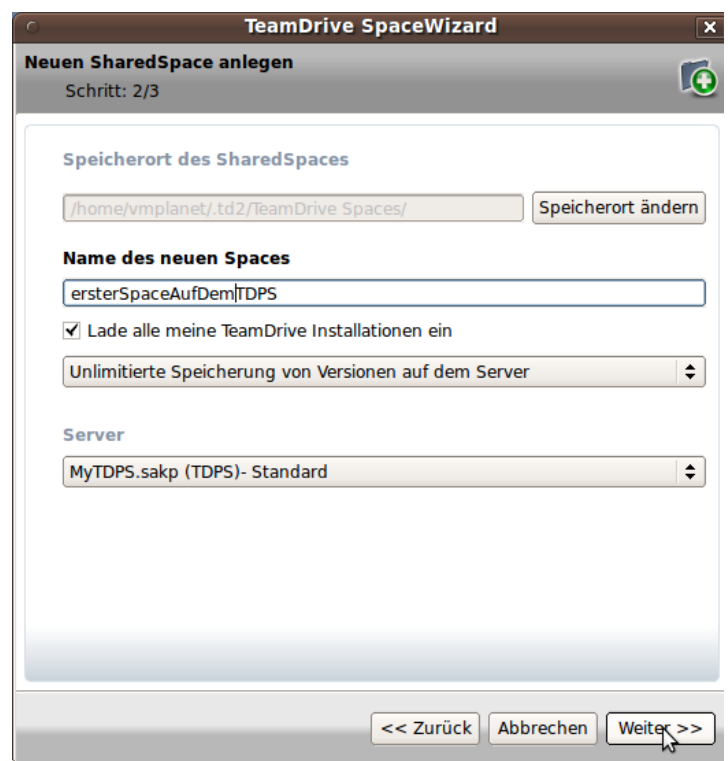 TeamDrive SpaceWizard
Neuen SharedSpace anlegen
Schritt: 2/3
Speicherort des SharedSpaces
/home/vmplanet/.td2/TeamDrive Spaces/ Speicherort ändern
Name des neuen Spaces
ersterSpaceAufDemTDPS
Lade alle meine TeamDrive Installationen ein
Unlimitierte Speicherung von Versionen auf dem Server
Server
MyTDPS.sakp (TDPS)- Standard
<< Zurück Abbrechen Weiter >>